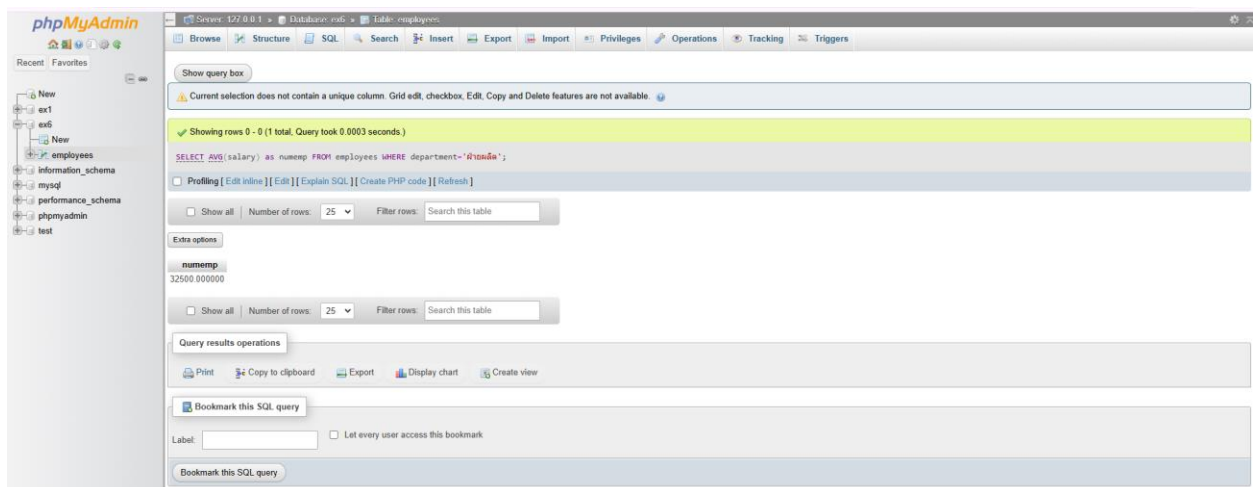 phpMyAdmin
Recent Favorites
New
ex1
ex6
New
employees
information_schema
mysql
performance_schema
phpmyadmin
test
Server: 127.0.0.1 » Database: ex6 » Table: employees
Browse Structure SQL Search Insert Export Import Privileges Operations Tracking Triggers
Show query box
Current selection does not contain a unique column. Grid edit, checkbox, Edit, Copy and Delete features are not available.
Showing rows 0 - 0 (1 total, Query took 0.0003 seconds.)
SELECT AVG(salary) as numemp FROM employees WHERE department='ฝ่ายผลิต';
Profiling [ Edit inline ] [ Edit ] [ Explain SQL ] [ Create PHP code ] [ Refresh ]
Show all | Number of rows: 25 Filter rows: Search this table
Extra options
numemp
32500.000000
Show all | Number of rows: 25 Filter rows: Search this table
Query results operations
Print Copy to clipboard Export Display chart Create view
Bookmark this SQL query
Label: Let every user access this bookmark
Bookmark this SQL query